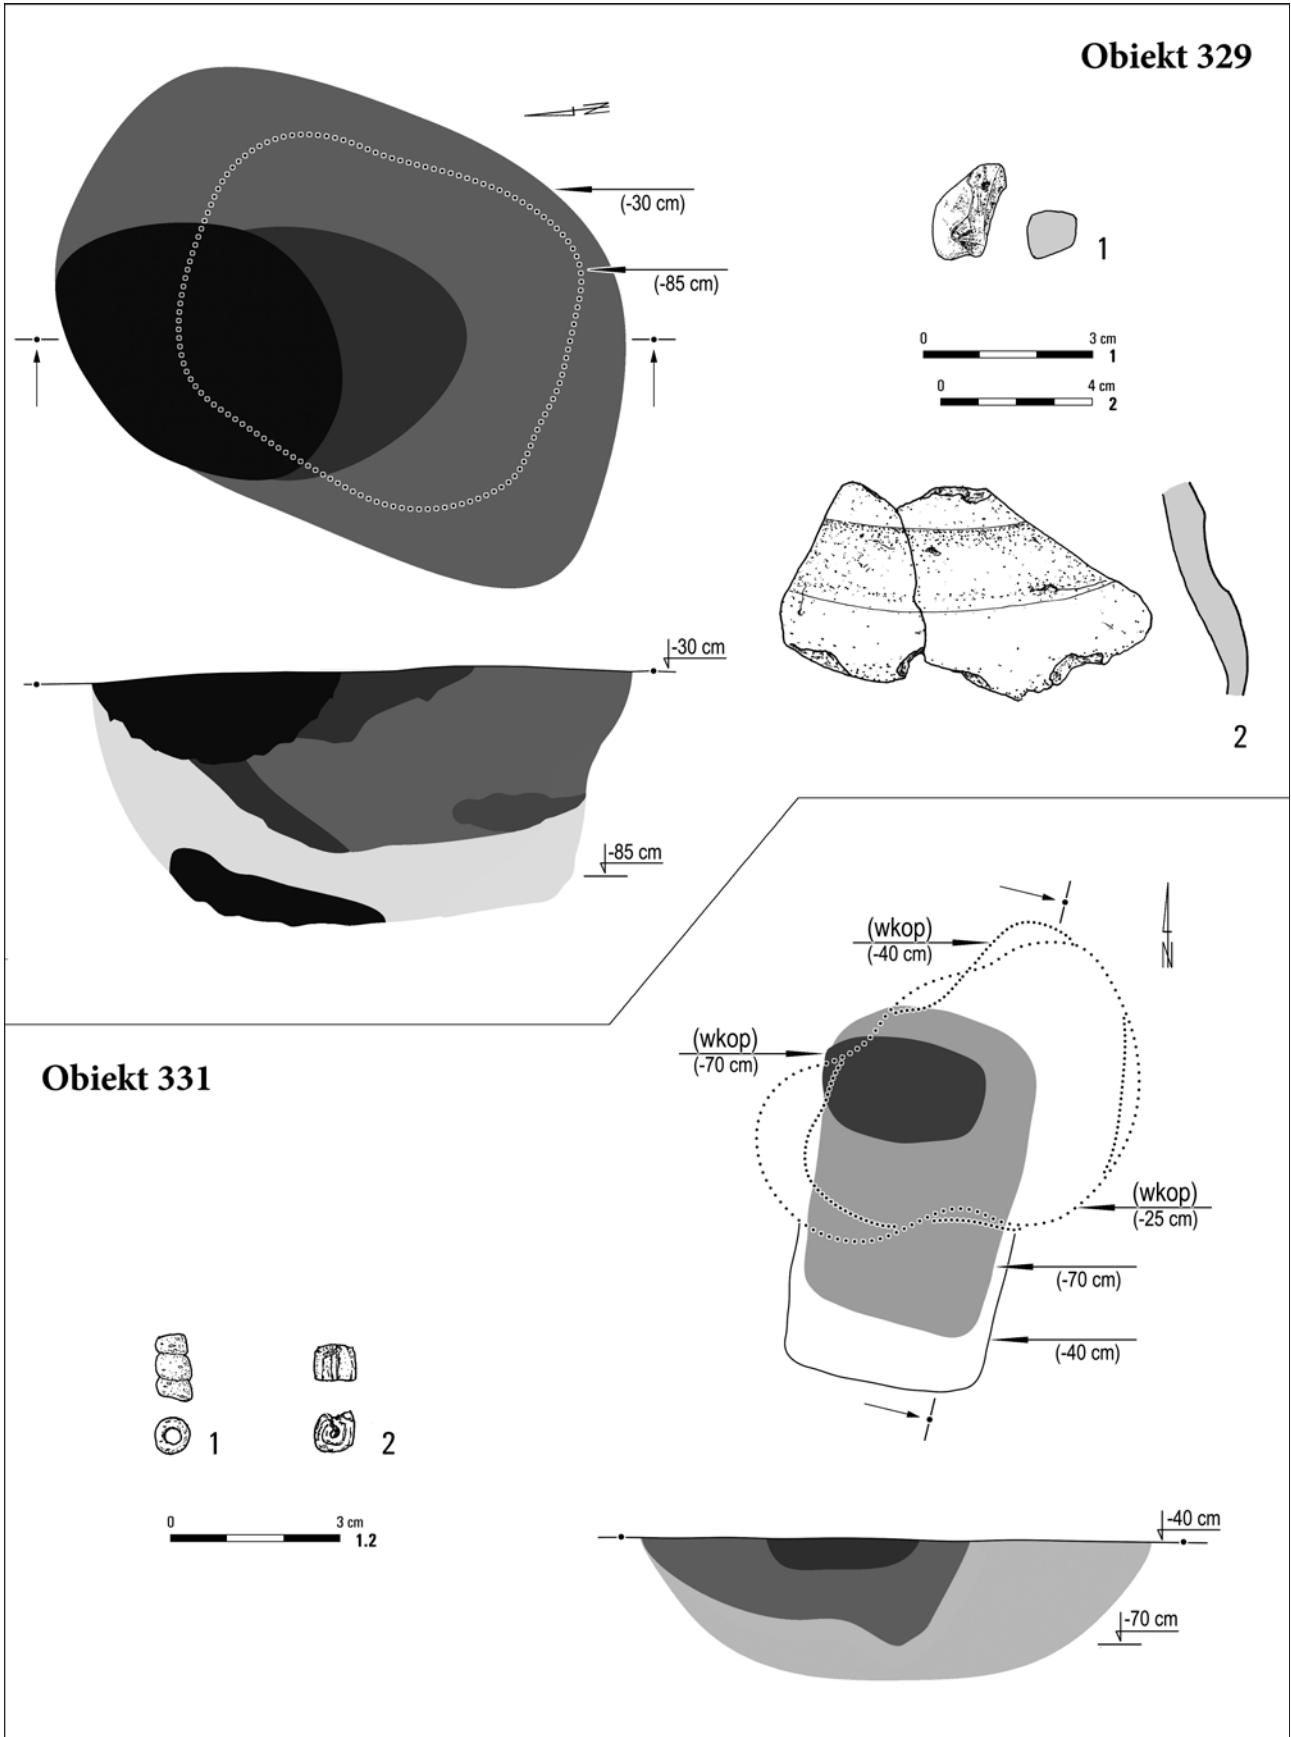 Obiekt 329
N
(-30 cm)
(-85 cm)
1
0 3 cm
1
0 4 cm
2
2
-30 cm
-85 cm
Obiekt 331
N
(wkop)
(-40 cm)
(wkop)
(-70 cm)
(wkop)
(-25 cm)
(-70 cm)
(-40 cm)
1
2
0 3 cm
1.2
-40 cm
-70 cm